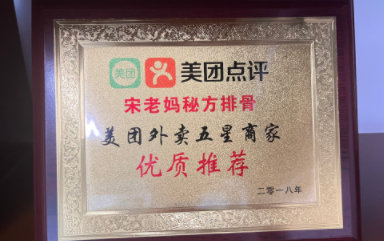 美团 美团点评
宋老妈秘方排骨
美团外卖五星商家
优质推荐
二零一八年